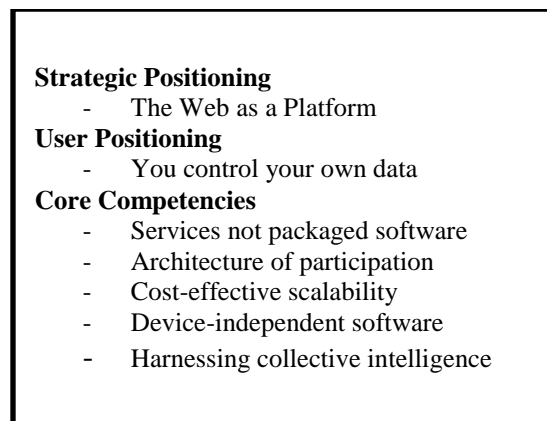 Strategic Positioning
- The Web as a Platform
User Positioning
- You control your own data
Core Competencies
- Services not packaged software
- Architecture of participation
- Cost-effective scalability
- Device-independent software
- Harnessing collective intelligence